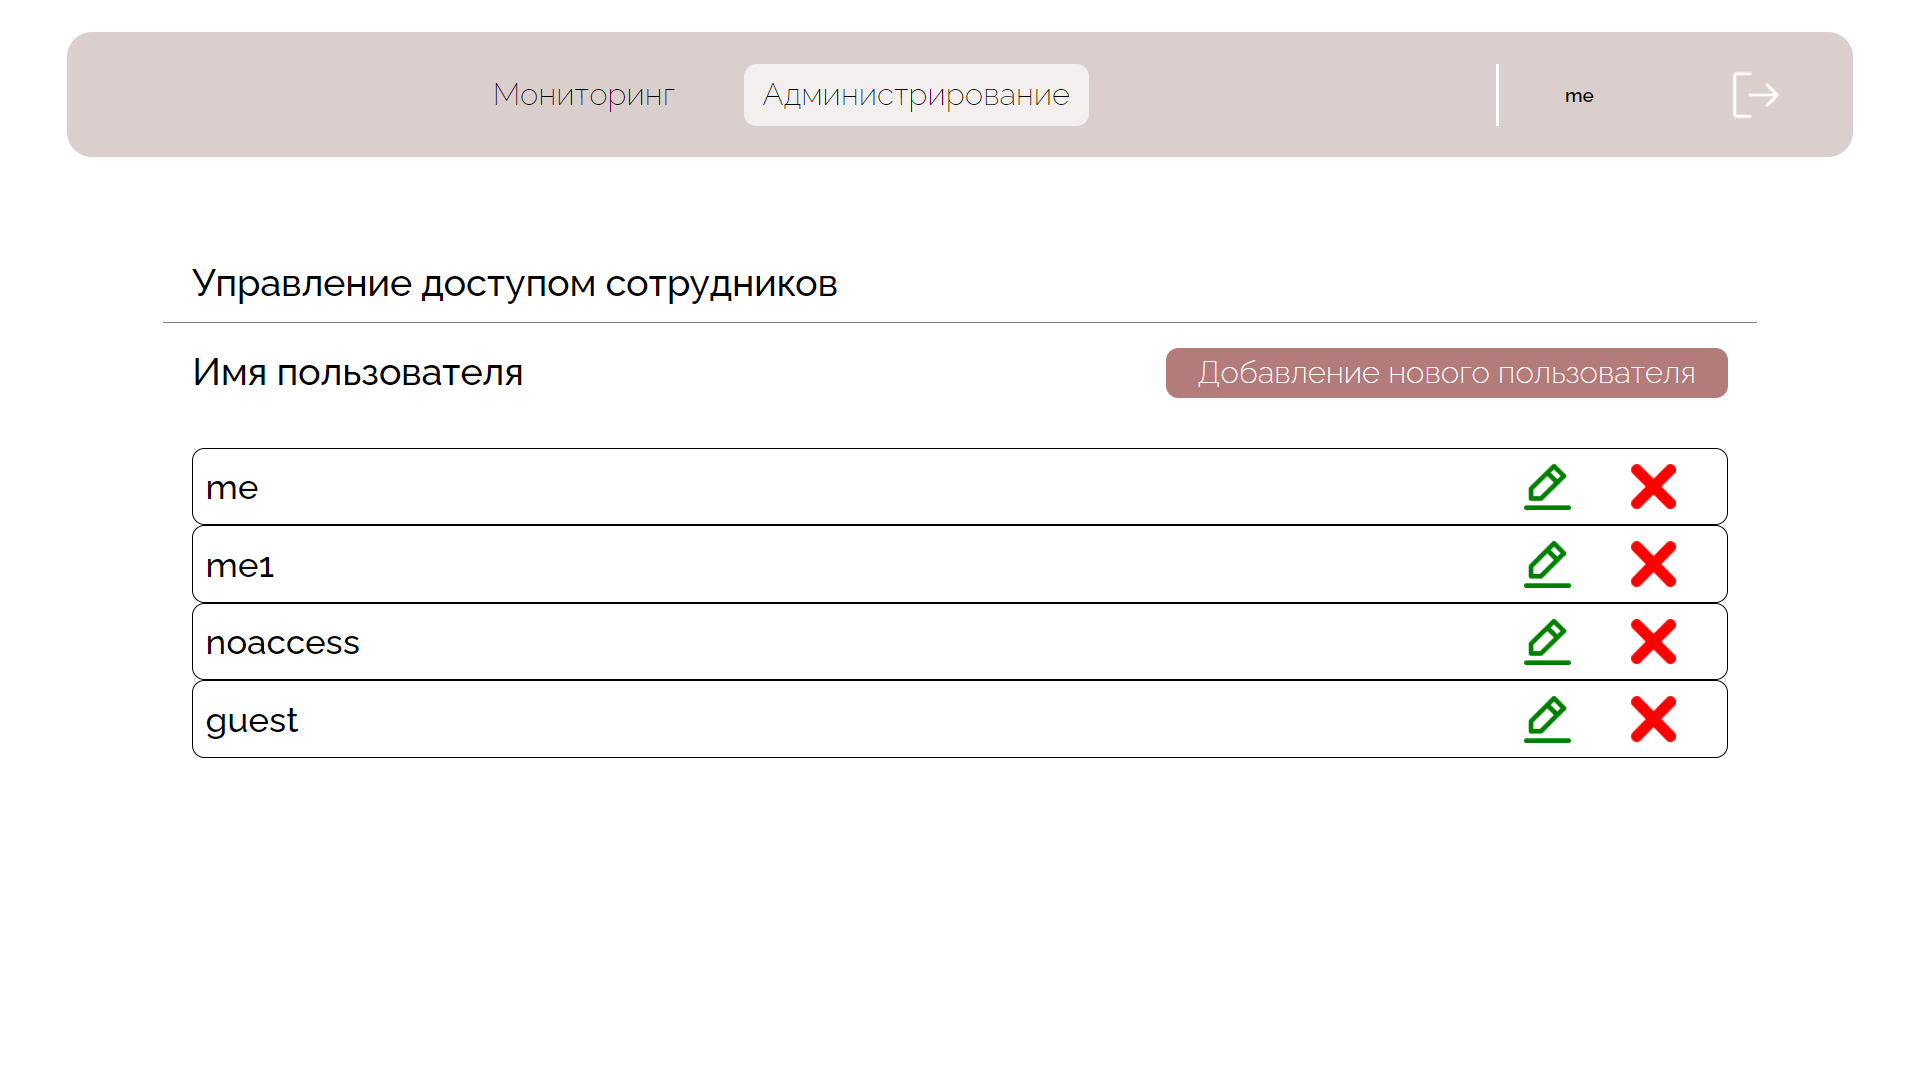 Мониторинг Администрирование me
Управление доступом сотрудников
Имя пользователя Добавление нового пользователя
me
me1
noaccess
guest